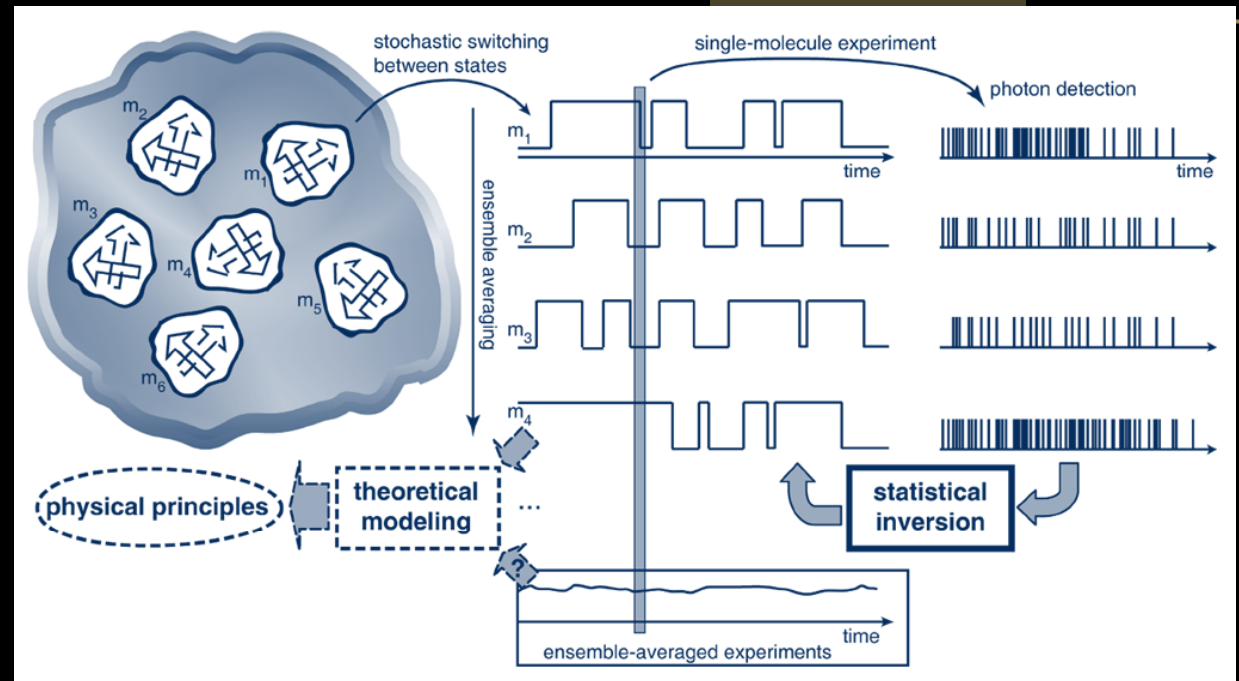 stochastic switching
between states
single-molecule experiment
photon detection
m2
m1
m3
m4
m5
m6
ensemble averaging
m1
time
time
m2
m3
m4
...
physical principles
theoretical
modeling
statistical
inversion
?
time
ensemble-averaged experiments